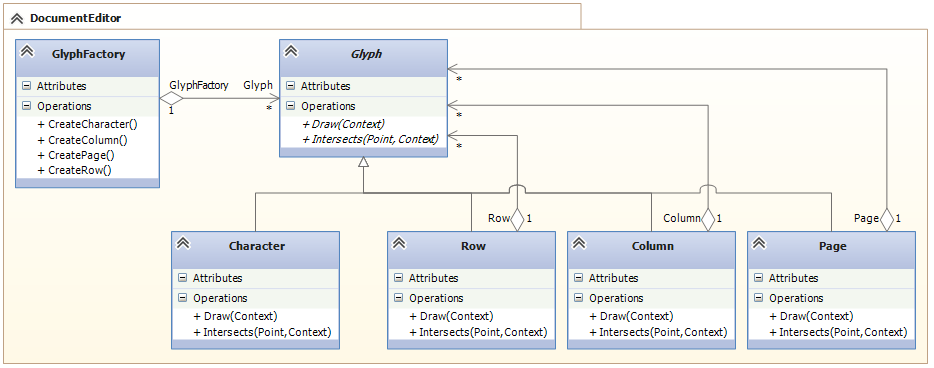 DocumentEditor
GlyphFactory
Attributes
Operations
+ CreateCharacter()
+ CreateColumn()
+ CreatePage()
+ CreateRow()
GlyphFactory
Glyph
1
*
Glyph
Attributes
Operations
+ Draw(Context)
+ Intersects(Point,Context)
*
*
*
Row
1
Column
1
Page
1
Character
Attributes
Operations
+ Draw(Context)
+ Intersects(Point,Context)
Row
Attributes
Operations
+ Draw(Context)
+ Intersects(Point,Context)
Column
Attributes
Operations
+ Draw(Context)
+ Intersects(Point,Context)
Page
Attributes
Operations
+ Draw(Context)
+ Intersects(Point,Context)